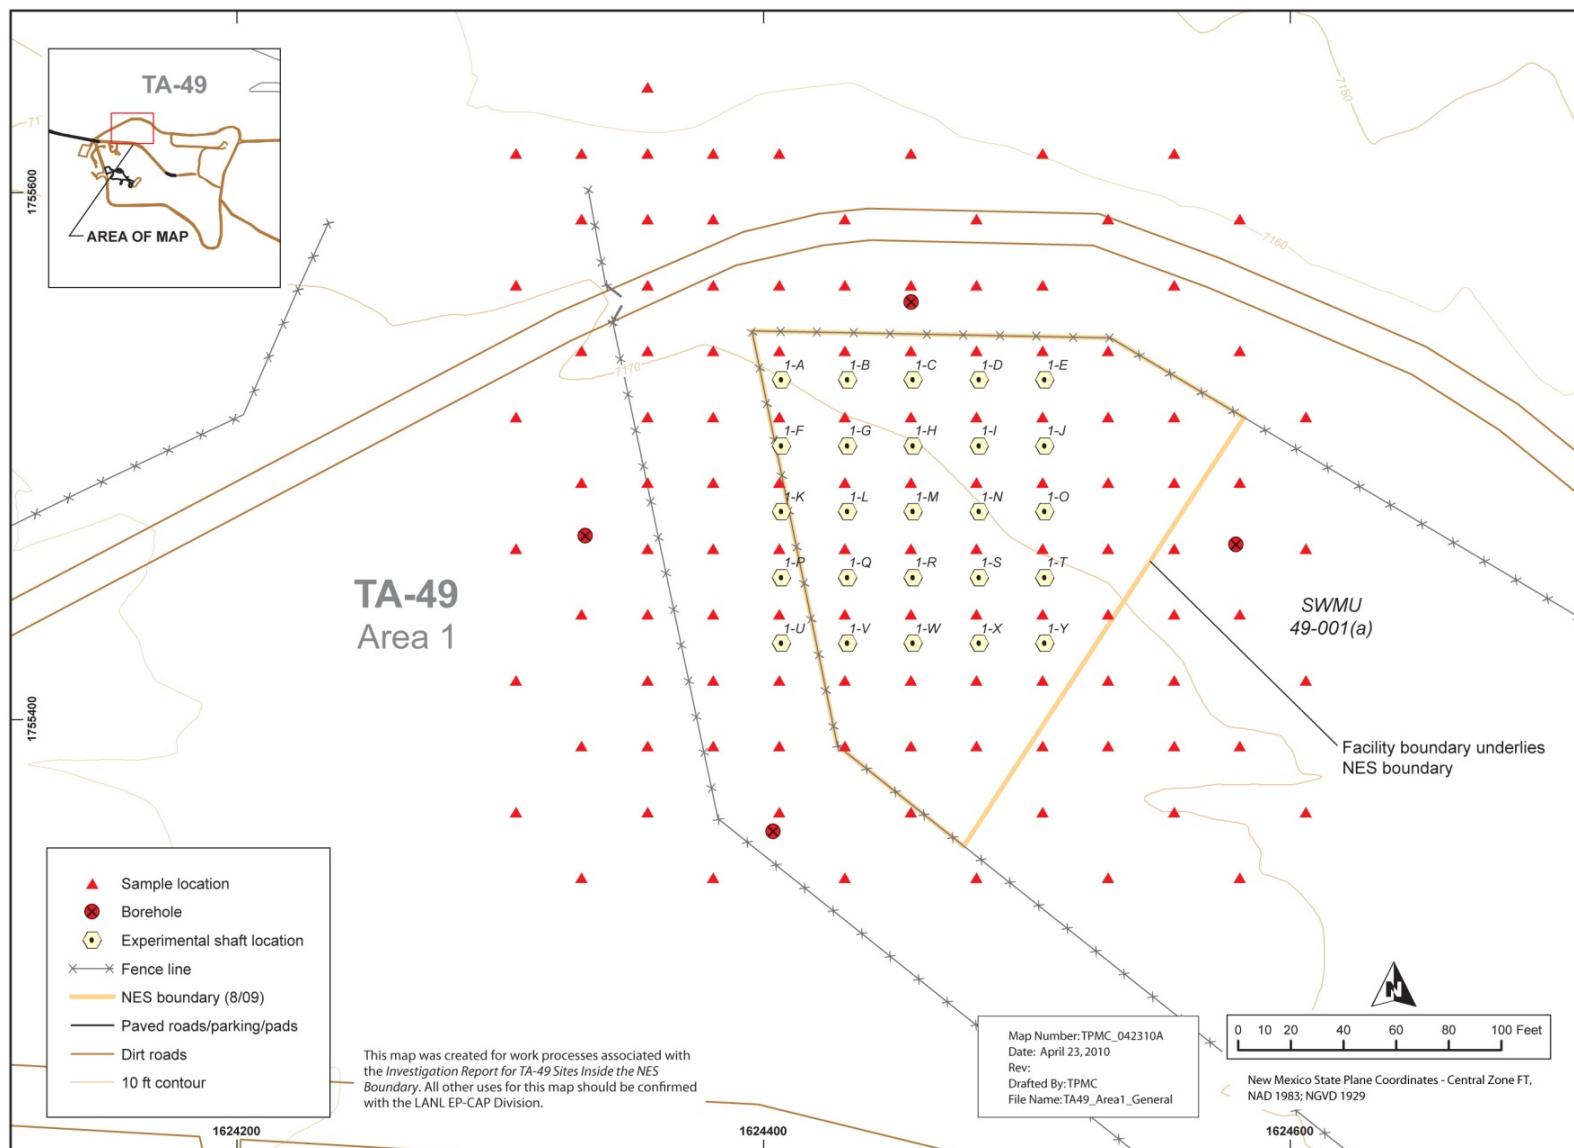 TA-49
AREA OF MAP
71
7150
7160
7170
1755600
1755400
1-A
1-B
1-C
1-D
1-E
1-F
1-G
1-H
1-I
1-J
1-K
1-L
1-M
1-N
1-O
1-P
1-Q
1-R
1-S
1-T
1-U
1-V
1-W
1-X
1-Y
TA-49
Area 1
SWMU
49-001(a)
Facility boundary underlies
NES boundary
Sample location
Borehole
Experimental shaft location
Fence line
NES boundary (8/09)
Paved roads/parking/pads
Dirt roads
10 ft contour
This map was created for work processes associated with
the Investigation Report for TA-49 Sites Inside the NES
Boundary. All other uses for this map should be confirmed
with the LANL EP-CAP Division.
Map Number: TPMC_042310A
Date: April 23, 2010
Rev:
Drafted By: TPMC
File Name: TA49_Area1_General
N
0 10 20 40 60 80 100 Feet
New Mexico State Plane Coordinates - Central Zone FT,
NAD 1983; NGVD 1929
1624200
1624400
1624600